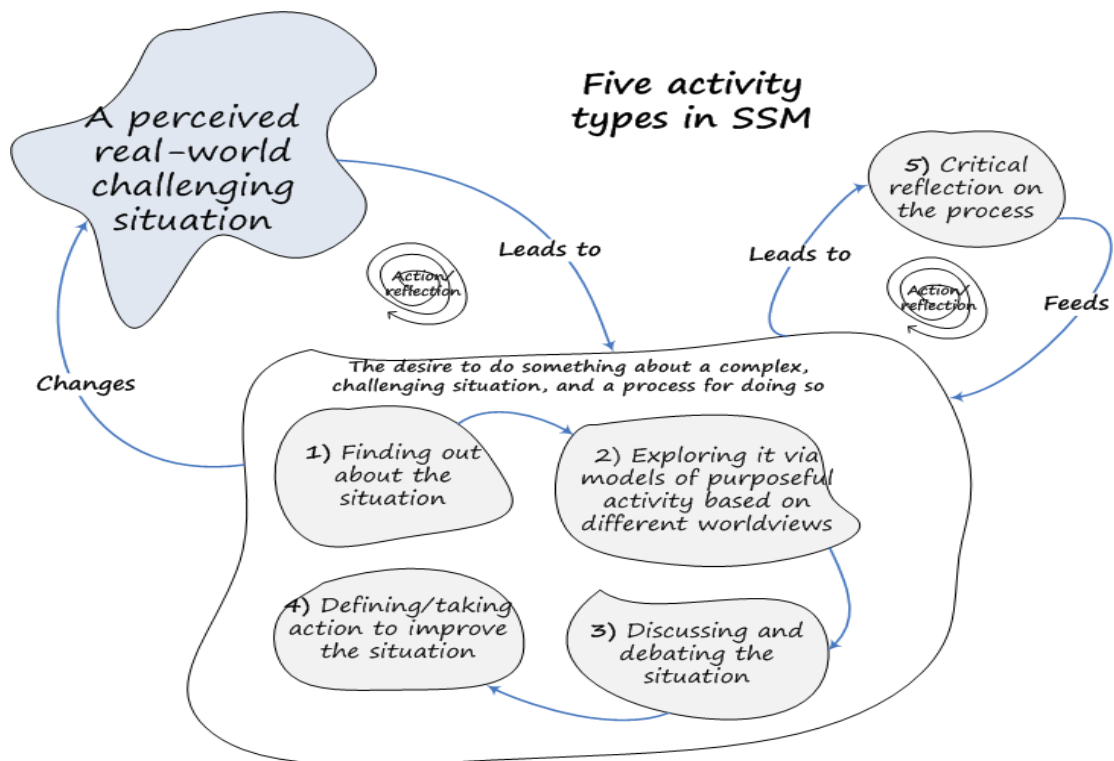 Five activity
types in SSM
A perceived
real-world
challenging
situation
5) Critical
reflection on
the process
Leads to
Leads to
Action/
reflection
Action/
reflection
Feeds
Changes
The desire to do something about a complex,
challenging situation, and a process for doing so
1) Finding out
about the
situation
2) Exploring it via
models of purposeful
activity based on
different worldviews
3) Discussing and
debating the
situation
4) Defining/taking
action to improve
the situation